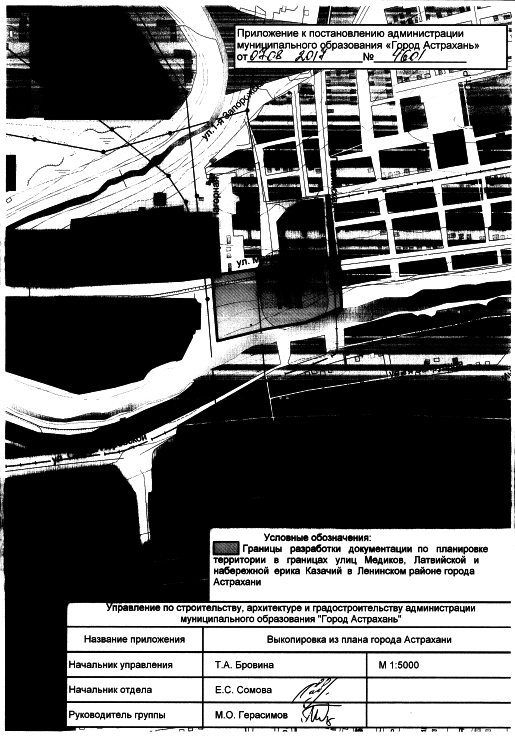 Приложение к постановлению администрации
муниципального образования «Город Астрахань»
от 07.08 2017 № 4601
ул. 1-я Запорожская
ул. М
Условные обозначения:
Границы разработки документации по планировке
территории в границах улиц Медиков, Латвийской и
набережной ерика Казачий в Ленинском районе города
Астрахани
Управление по строительству, архитектуре и градостроительству администрации
муниципального образования "Город Астрахань"
Название приложения Выкопировка из плана города Астрахани
Начальник управления Т.А. Бровина М 1:5000
Начальник отдела Е.С. Сомова
Руководитель группы М.О. Герасимов